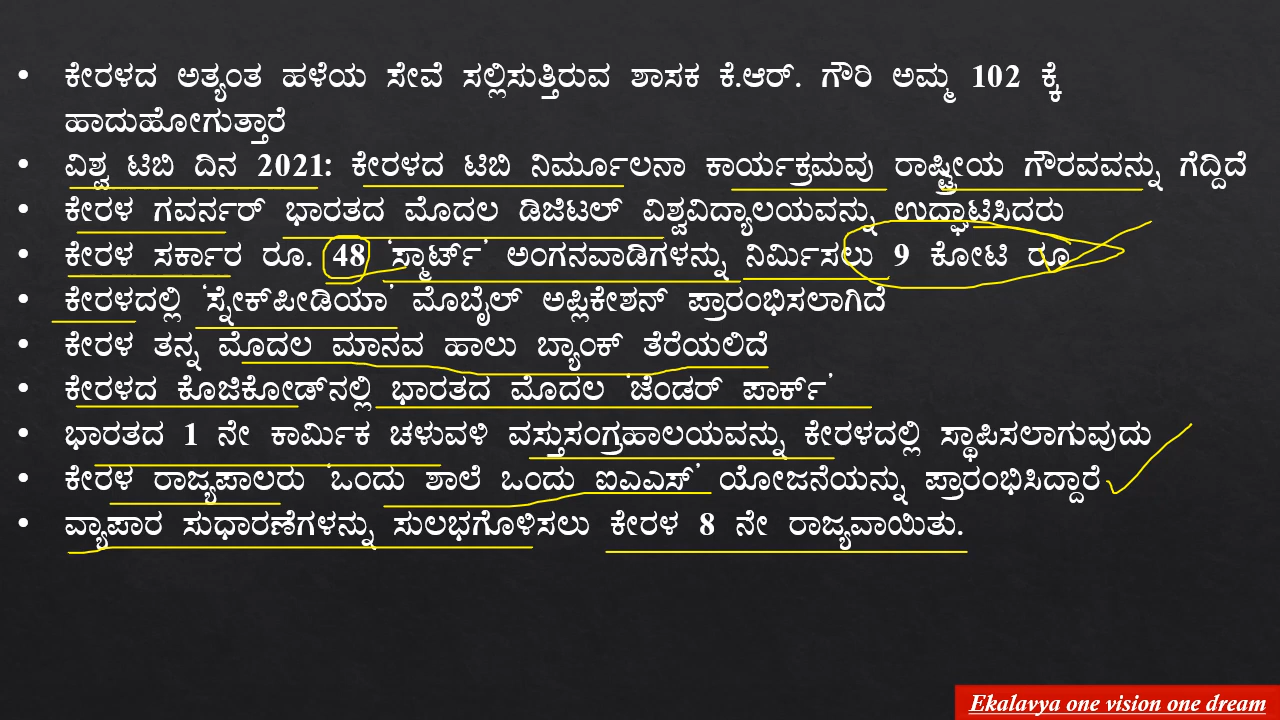 • ಕೇರಳದ ಅತ್ಯಂತ ಹಳೆಯ ಸೇವೆ ಸಲ್ಲಿಸುತ್ತಿರುವ ಶಾಸಕ ಕೆ.ಆರ್. ಗೌರಿ ಅಮ್ಮ 102 ಕ್ಕೆ
ಹಾದುಹೋಗುತ್ತಾರೆ
• ವಿಶ್ವ ಟಿಬಿ ದಿನ 2021: ಕೇರಳದ ಟಿಬಿ ನಿರ್ಮೂಲನಾ ಕಾರ್ಯಕ್ರಮವು ರಾಷ್ಟ್ರೀಯ ಗೌರವವನ್ನು ಗೆದ್ದಿದೆ
• ಕೇರಳ ಗವರ್ನರ್ ಭಾರತದ ಮೊದಲ ಡಿಜಿಟಲ್ ವಿಶ್ವವಿದ್ಯಾಲಯವನ್ನು ಉದ್ಘಾಟಿಸಿದರು
• ಕೇರಳ ಸರ್ಕಾರ ರೂ. 48 'ಸ್ಮಾರ್ಟ್' ಅಂಗನವಾಡಿಗಳನ್ನು ನಿರ್ಮಿಸಲು 9 ಕೋಟಿ ರೂ
• ಕೇರಳದಲ್ಲಿ 'ಸ್ನೇಕ್‌ಪೀಡಿಯಾ' ಮೊಬೈಲ್ ಅಪ್ಲಿಕೇಶನ್ ಪ್ರಾರಂಭಿಸಲಾಗಿದೆ
• ಕೇರಳ ತನ್ನ ಮೊದಲ ಮಾನವ ಹಾಲು ಬ್ಯಾಂಕ್ ತೆರೆಯಲಿದೆ
• ಕೇರಳದ ಕೊಜಿಕೋಡ್‌ನಲ್ಲಿ ಭಾರತದ ಮೊದಲ 'ಜೆಂಡರ್ ಪಾರ್ಕ್'
• ಭಾರತದ 1 ನೇ ಕಾರ್ಮಿಕ ಚಳುವಳಿ ವಸ್ತುಸಂಗ್ರಹಾಲಯವನ್ನು ಕೇರಳದಲ್ಲಿ ಸ್ಥಾಪಿಸಲಾಗುವುದು
• ಕೇರಳ ರಾಜ್ಯಪಾಲರು 'ಒಂದು ಶಾಲೆ ಒಂದು ಐಎಎಸ್' ಯೋಜನೆಯನ್ನು ಪ್ರಾರಂಭಿಸಿದ್ದಾರೆ
• ವ್ಯಾಪಾರ ಸುಧಾರಣೆಗಳನ್ನು ಸುಲಭಗೊಳಿಸಲು ಕೇರಳ 8 ನೇ ರಾಜ್ಯವಾಯಿತು.
Ekalavya one vision one dream